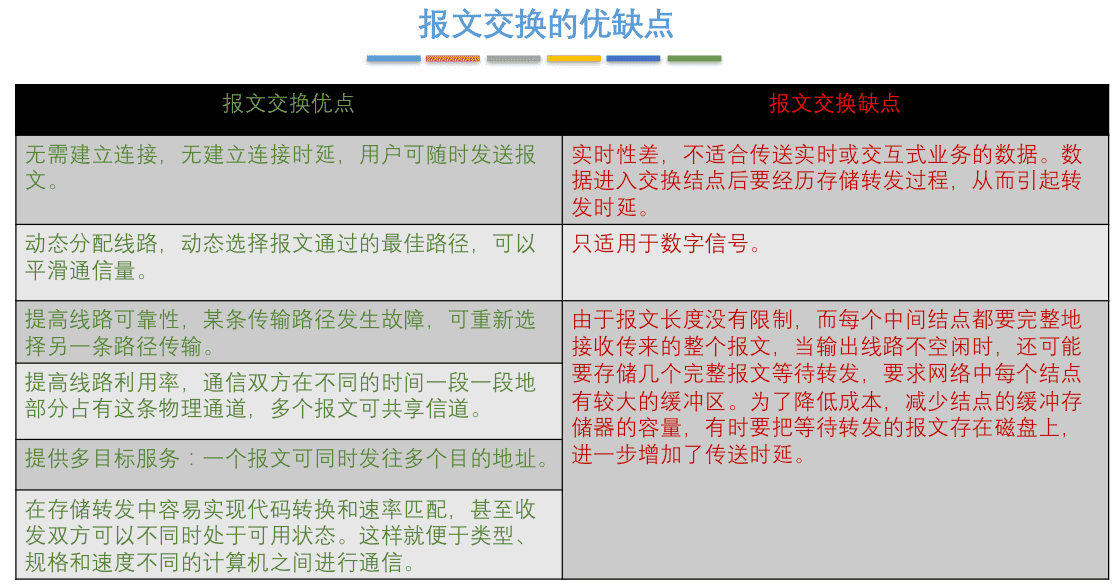 报文交换的优缺点
报文交换优点
报文交换缺点
无需建立连接，无建立连接时延，用户可随时发送报
文。
实时性差，不适合传送实时或交互式业务的数据。数
据进入交换结点后要经历存储转发过程，从而引起转
发时延。
动态分配线路，动态选择报文通过的最佳路径，可以
平滑通信量。
只适用于数字信号。
提高线路可靠性，某条传输路径发生故障，可重新选
择另一条路径传输。
提高线路利用率，通信双方在不同的时间一段一段地
部分占有这条物理通道，多个报文可共享信道。
提供多目标服务：一个报文可同时发往多个目的地址。
在存储转发中容易实现代码转换和速率匹配，甚至收
发双方可以不同时处于可用状态。这样就便于类型、
规格和速度不同的计算机之间进行通信。
由于报文长度没有限制，而每个中间结点都要完整地
接收传来的整个报文，当输出线路不空闲时，还可能
要存储几个完整报文等待转发，要求网络中每个结点
有较大的缓冲区。为了降低成本，减少结点的缓冲存
储器的容量，有时要把等待转发的报文存在磁盘上，
进一步增加了传送时延。